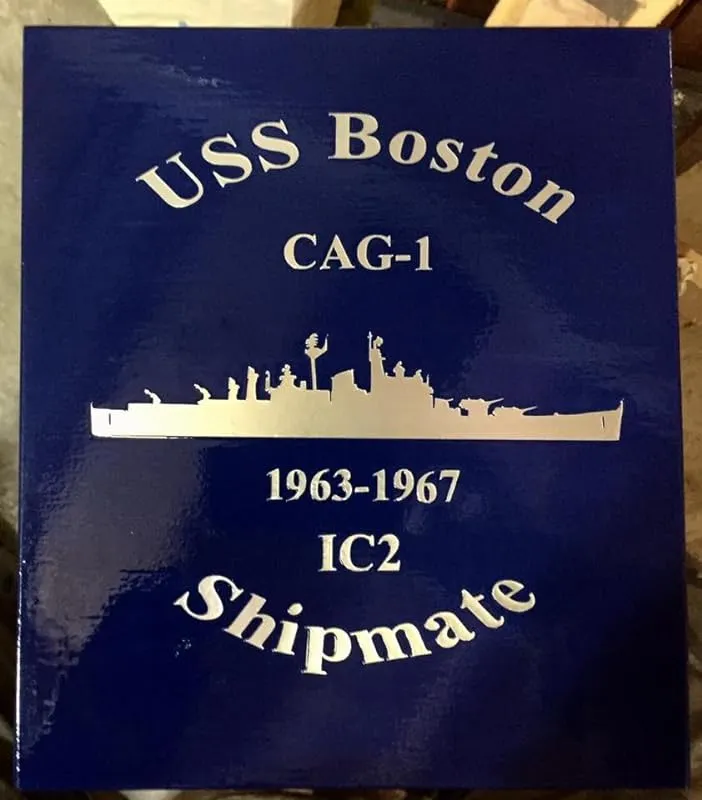 USS Boston
CAG-1
1963-1967
IC2
Shipmate